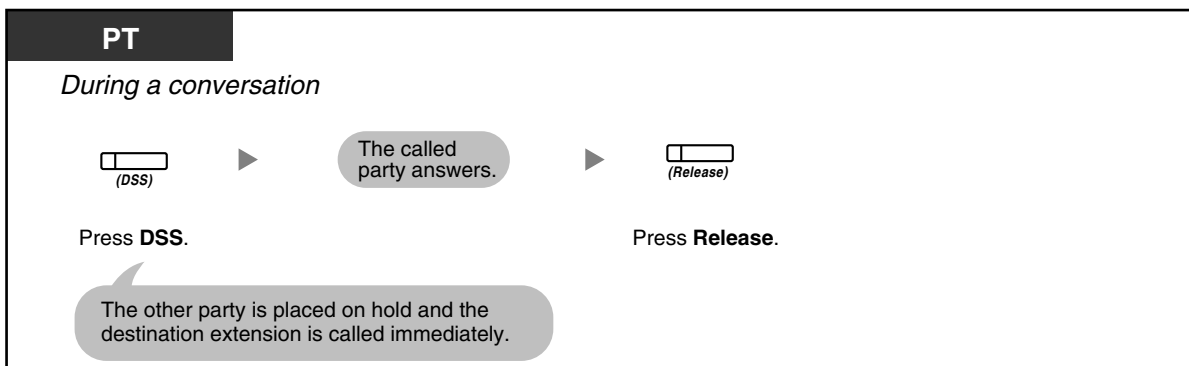 PT
During a conversation
The called
party answers.
(DSS)
(Release)
Press DSS.
Press Release.
The other party is placed on hold and the
destination extension is called immediately.